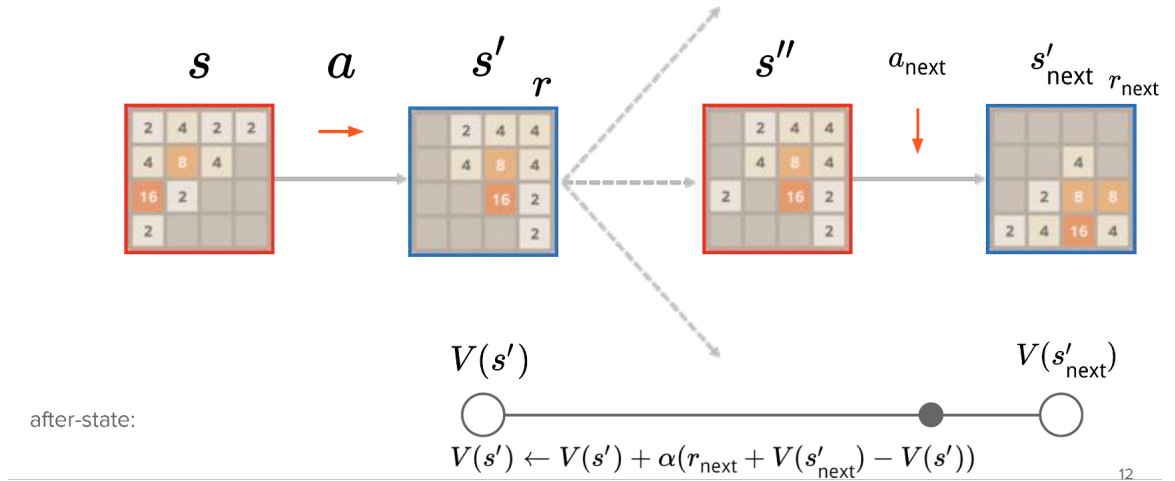 s a s′ r s″ a_next s′_next r_next
2 4 2 2
4 8 4
16 2
2
2 4 4
4 8 4
16 2
2
2 4 4
4 8 4
2 16 2
2
4
2 8 8
2 4 16 4
V(s′) V(s′_next)
after-state:
V(s′) ← V(s′) + α(r_next + V(s′_next) − V(s′))
12